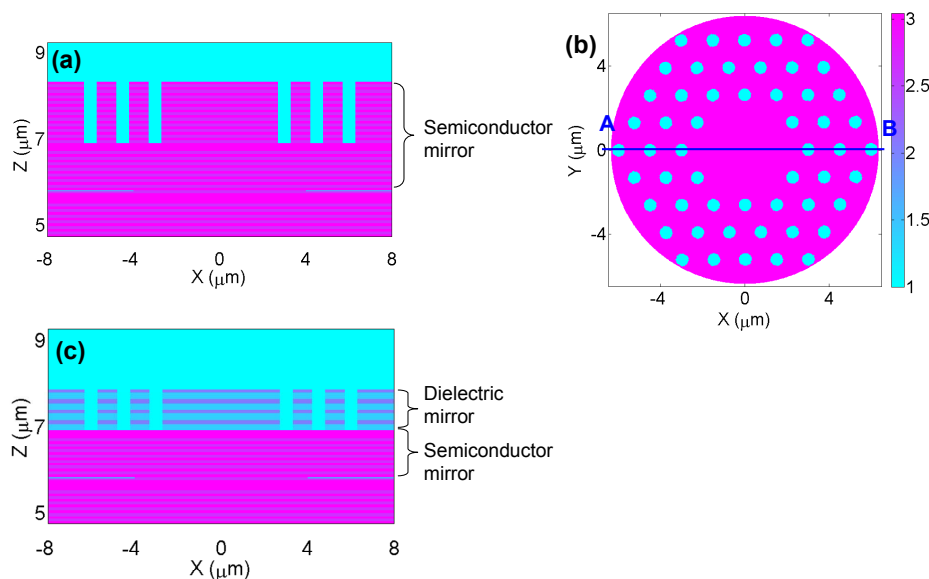 (a)
9
7
5
Z (μm)
-8
-4
0
4
8
X (μm)
Semiconductor
mirror
(b)
A
B
4
0
-4
Y (μm)
-4
0
4
X (μm)
3
2.5
2
1.5
1
(c)
9
7
5
Z (μm)
-8
-4
0
4
8
X (μm)
Dielectric
mirror
Semiconductor
mirror